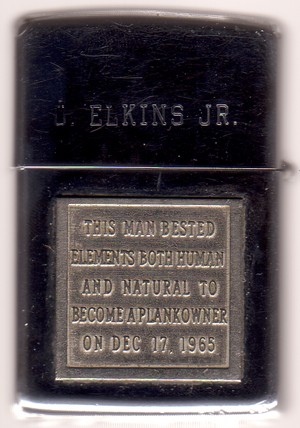 J. ELKINS JR.
THIS MAN BESTED
ELEMENTS BOTH HUMAN
AND NATURAL TO
BECOME A PLANKOWNER
ON DEC 17, 1965